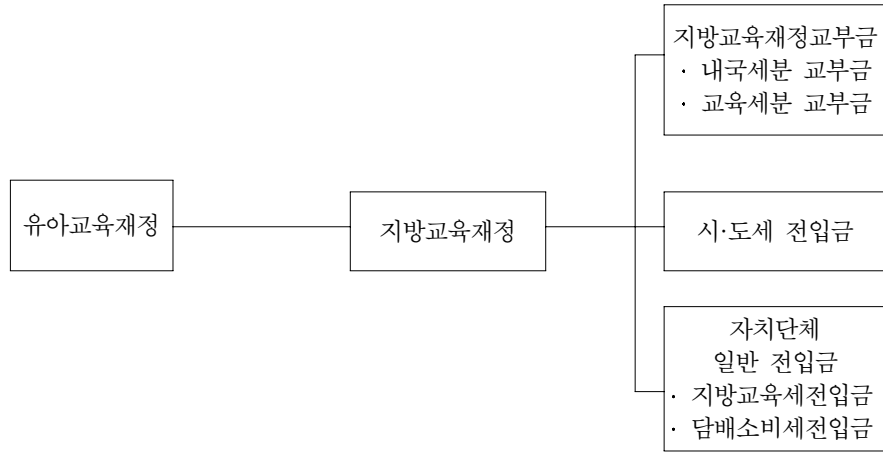 지방교육재정교부금
· 내국세분 교부금
· 교육세분 교부금
유아교육재정
지방교육재정
시·도세 전입금
자치단체
일반 전입금
· 지방교육세전입금
· 담배소비세전입금